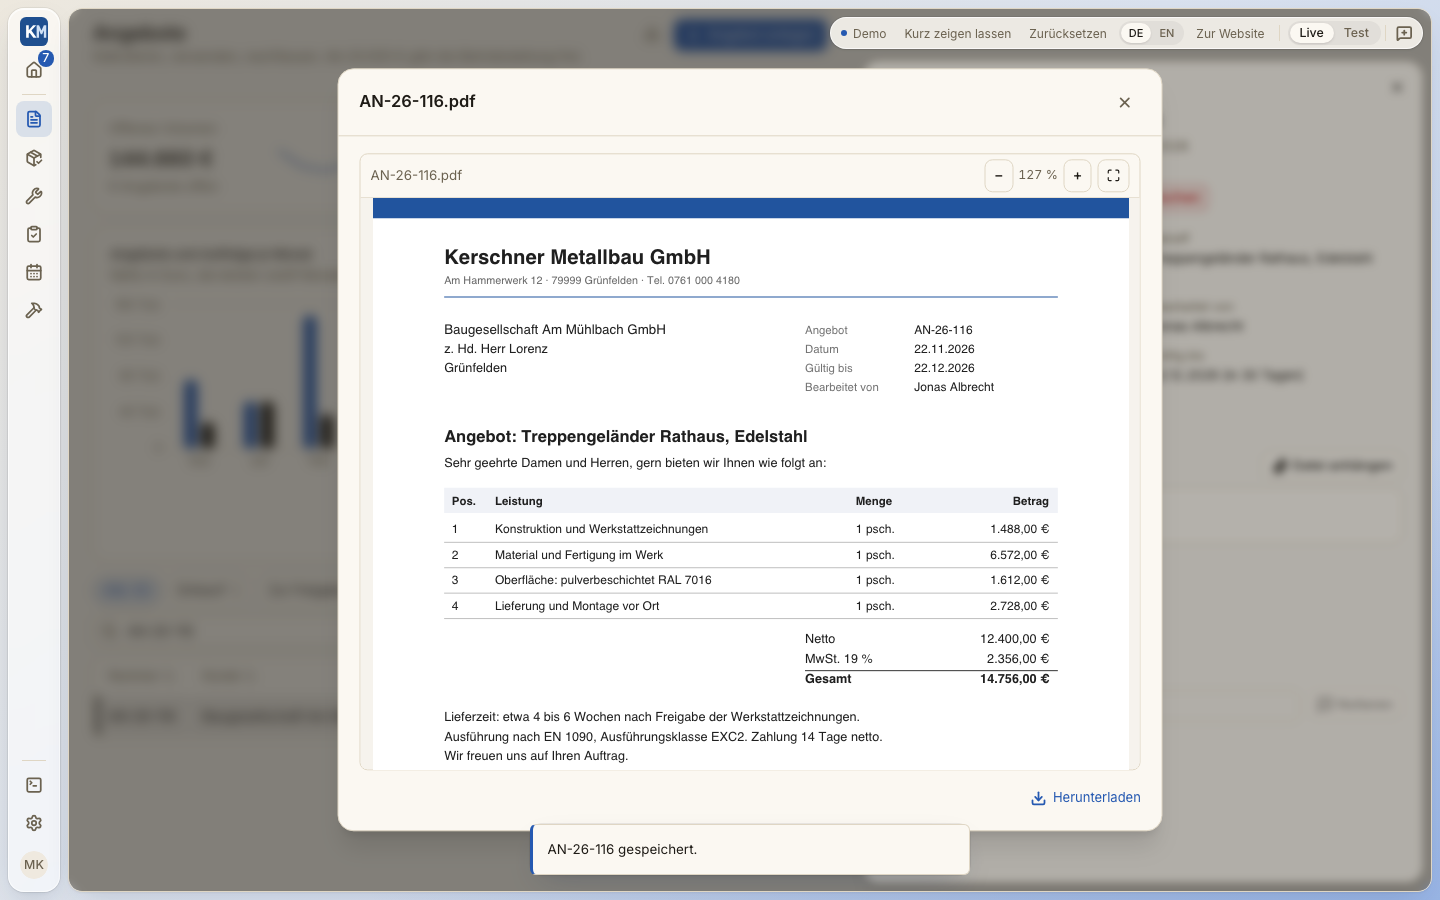 KM
7
Demo
Kurz zeigen lassen
Zurücksetzen
DE EN
Zur Website
Live Test
AN-26-116.pdf
AN-26-116.pdf
127 %
Kerschner Metallbau GmbH
Am Hammerwerk 12 · 79999 Grünfelden · Tel. 0761 000 4180
Baugesellschaft Am Mühlbach GmbH
z. Hd. Herr Lorenz
Grünfelden
Angebot AN-26-116
Datum 22.11.2026
Gültig bis 22.12.2026
Bearbeitet von Jonas Albrecht
Angebot: Treppengeländer Rathaus, Edelstahl
Sehr geehrte Damen und Herren, gern bieten wir Ihnen wie folgt an:
Pos. Leistung Menge Betrag
1 Konstruktion und Werkstattzeichnungen 1 psch. 1.488,00 €
2 Material und Fertigung im Werk 1 psch. 6.572,00 €
3 Oberfläche: pulverbeschichtet RAL 7016 1 psch. 1.612,00 €
4 Lieferung und Montage vor Ort 1 psch. 2.728,00 €
Netto 12.400,00 €
MwSt. 19 % 2.356,00 €
Gesamt 14.756,00 €
Lieferzeit: etwa 4 bis 6 Wochen nach Freigabe der Werkstattzeichnungen.
Ausführung nach EN 1090, Ausführungsklasse EXC2. Zahlung 14 Tage netto.
Wir freuen uns auf Ihren Auftrag.
Herunterladen
AN-26-116 gespeichert.
MK